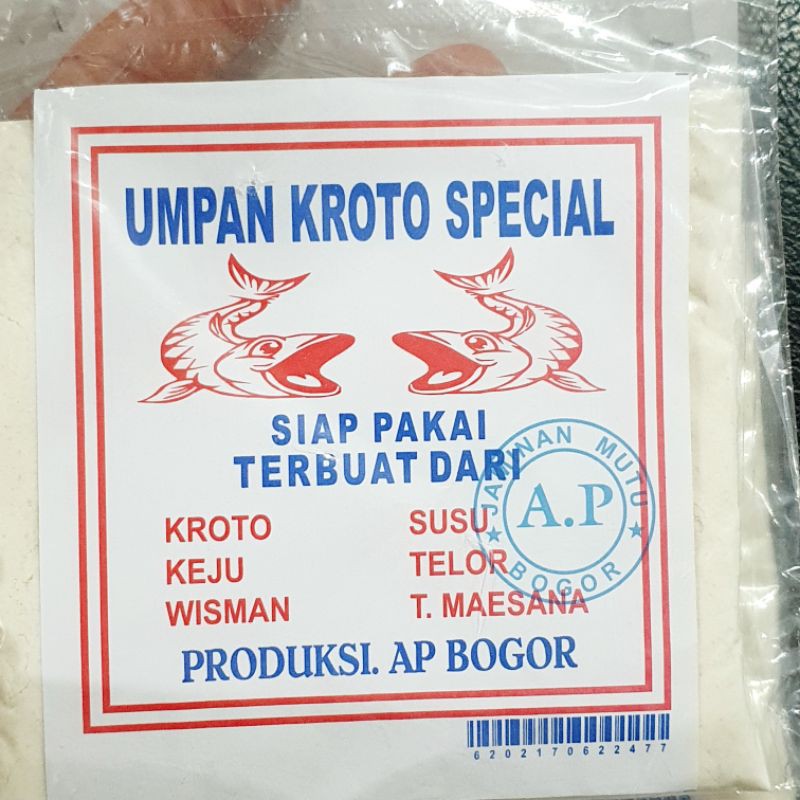 UMPAN KROTO SPECIAL
SIAP PAKAI
TERBUAT DARI
KROTO SUSU
KEJU TELOR
WISMAN T. MAESANA
JAMINAN MUTU
A.P
BOGOR
PRODUKSI. AP BOGOR
6202170622477